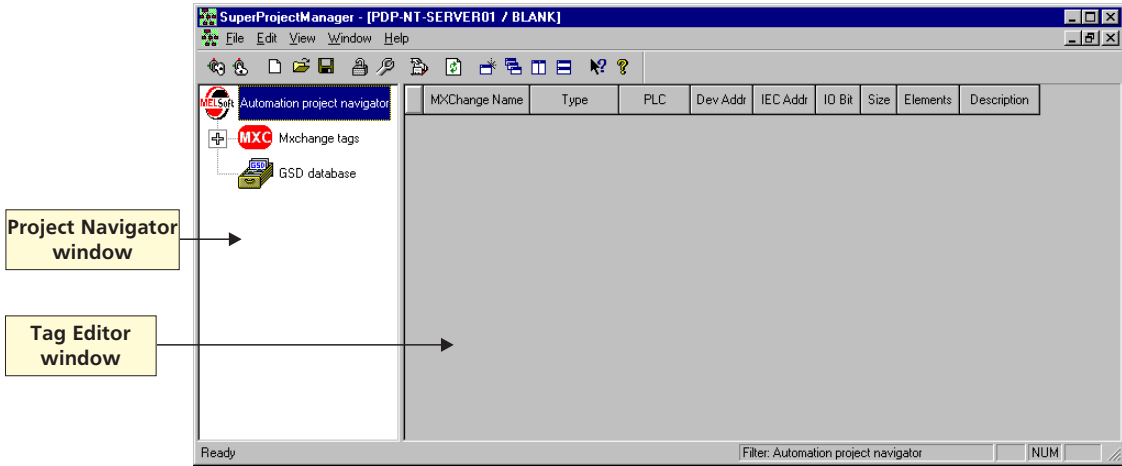 SuperProjectManager - [PDP-NT-SERVER01 / BLANK]
File Edit View Window Help
MELSoft Automation project navigator
MXC Mxchange tags
GSD GSD database
MXChange Name Type PLC Dev Addr IEC Addr IO Bit Size Elements Description
Project Navigator
window
Tag Editor
window
Ready Filter: Automation project navigator NUM